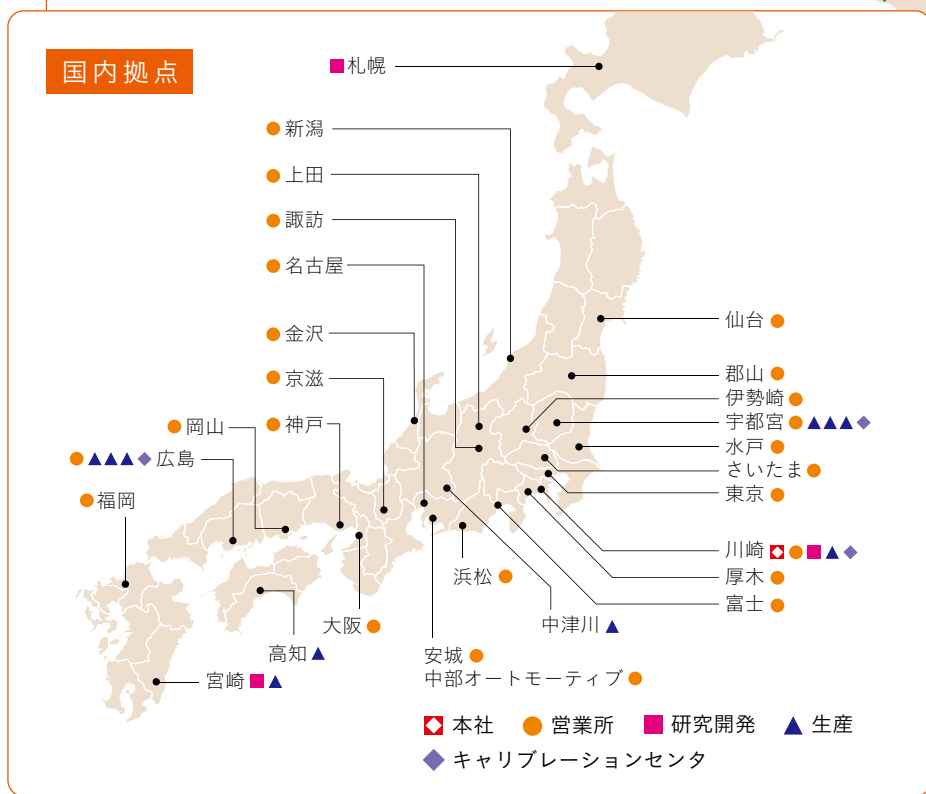 国内拠点
札幌
新潟
上田
諏訪
名古屋
金沢
京滋
岡山
神戸
広島
福岡
仙台
郡山
伊勢崎
宇都宮
水戸
さいたま
東京
川崎
厚木
富士
浜松
中津川
大阪
高知
安城
中部オートモーティブ
宮崎
本社 営業所 研究開発 生産
キャリブレーションセンタ